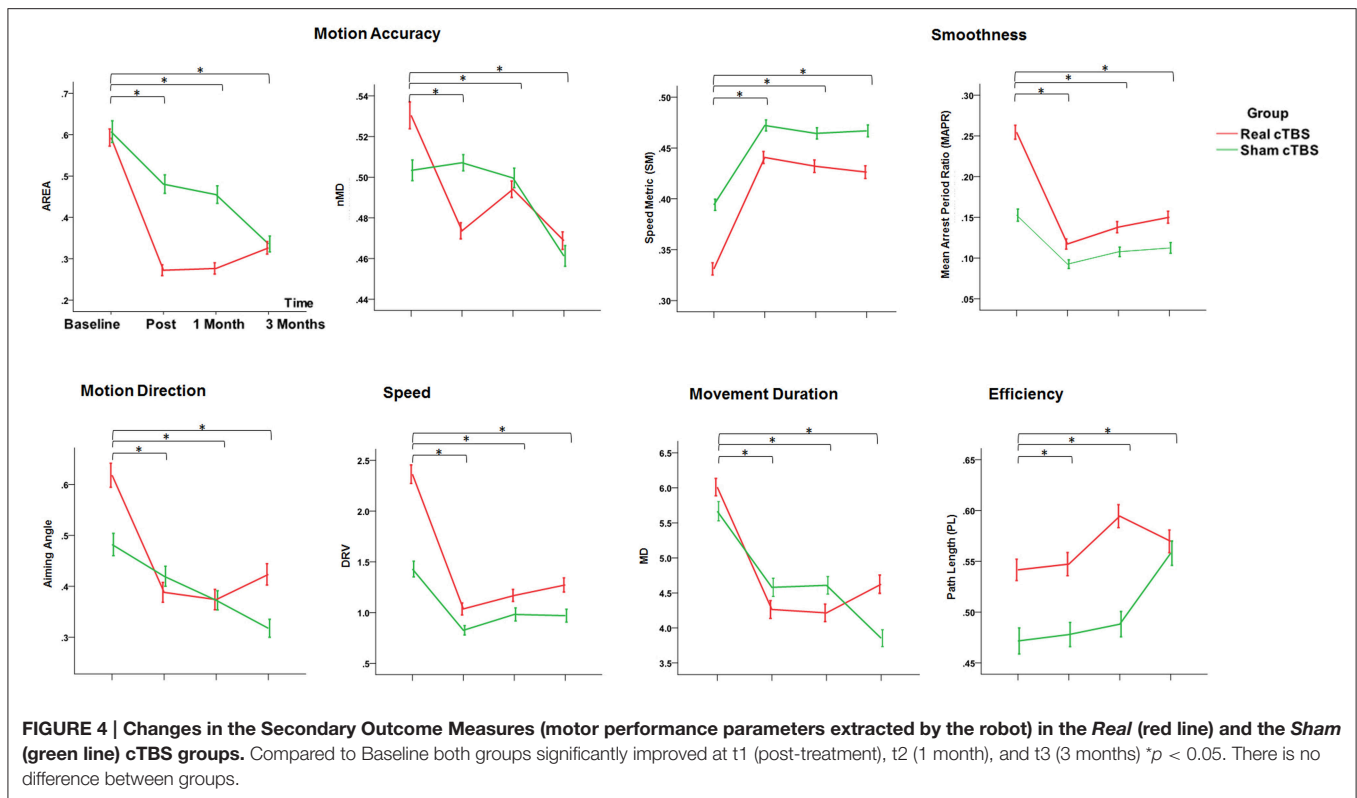 Motion Accuracy
Smoothness
* * *
.7
.6
.5
.4
.3
.2
AREA
Baseline Post 1 Month 3 Months
Time
* * *
.54
.52
.50
.48
.46
.44
nMD
* * *
.50
.45
.40
.35
.30
Speed Metric (SM)
* * *
.30
.25
.20
.15
.10
.05
Mean Arrest Period Ratio (MAPR)
Group
Real cTBS
Sham cTBS
Motion Direction
Speed
Movement Duration
Efficiency
* * *
.6
.5
.4
.3
Aiming Angle
* * *
2.5
2.0
1.5
1.0
.5
DRV
* * *
6.5
6.0
5.5
5.0
4.5
4.0
3.5
MD
* * *
.65
.60
.55
.50
.45
Path Length (PL)
FIGURE 4 | Changes in the Secondary Outcome Measures (motor performance parameters extracted by the robot) in the Real (red line) and the Sham
(green line) cTBS groups. Compared to Baseline both groups significantly improved at t1 (post-treatment), t2 (1 month), and t3 (3 months) *p < 0.05. There is no
difference between groups.